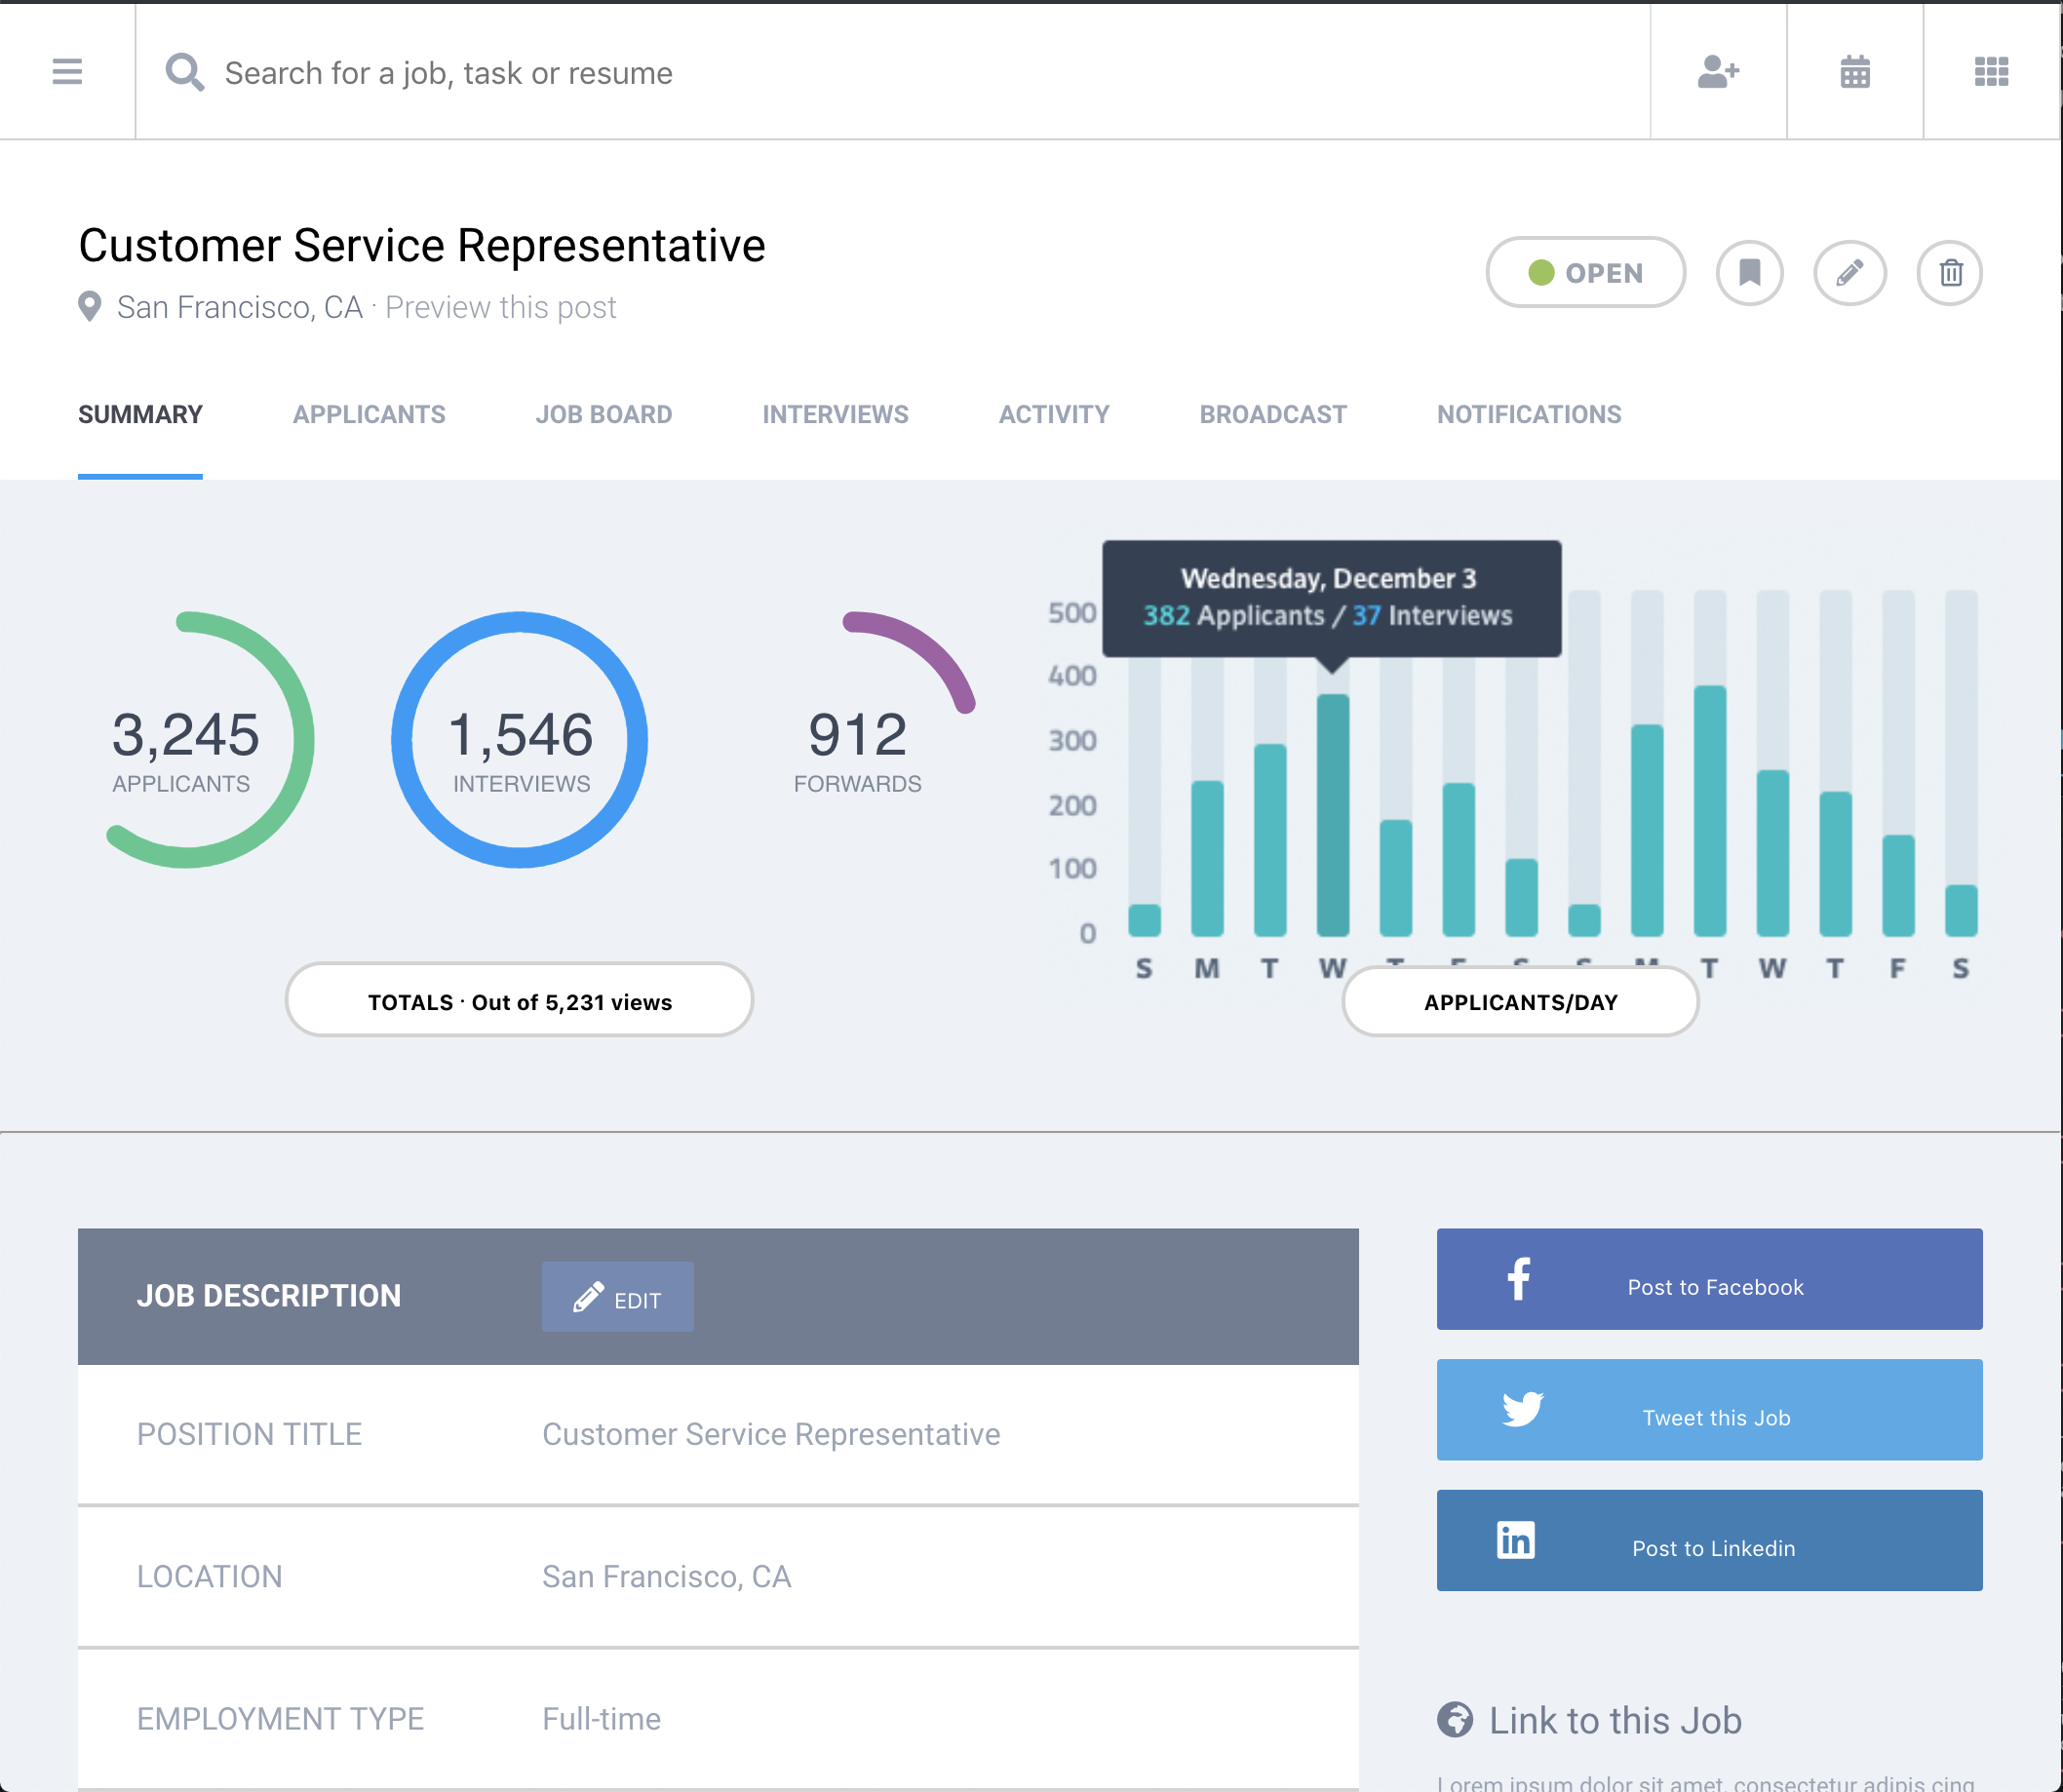 Search for a job, task or resume
Customer Service Representative
San Francisco, CA · Preview this post
OPEN
SUMMARY APPLICANTS JOB BOARD INTERVIEWS ACTIVITY BROADCAST NOTIFICATIONS
3,245
APPLICANTS
1,546
INTERVIEWS
912
FORWARDS
TOTALS · Out of 5,231 views
Wednesday, December 3
382 Applicants / 37 Interviews
500
400
300
200
100
0
S M T W T F S S M T W T F S
APPLICANTS/DAY
JOB DESCRIPTION
EDIT
POSITION TITLE Customer Service Representative
LOCATION San Francisco, CA
EMPLOYMENT TYPE Full-time
Post to Facebook
Tweet this Job
in
Post to Linkedin
Link to this Job
Lorem ipsum dolor sit amet, consectetur adipis cing